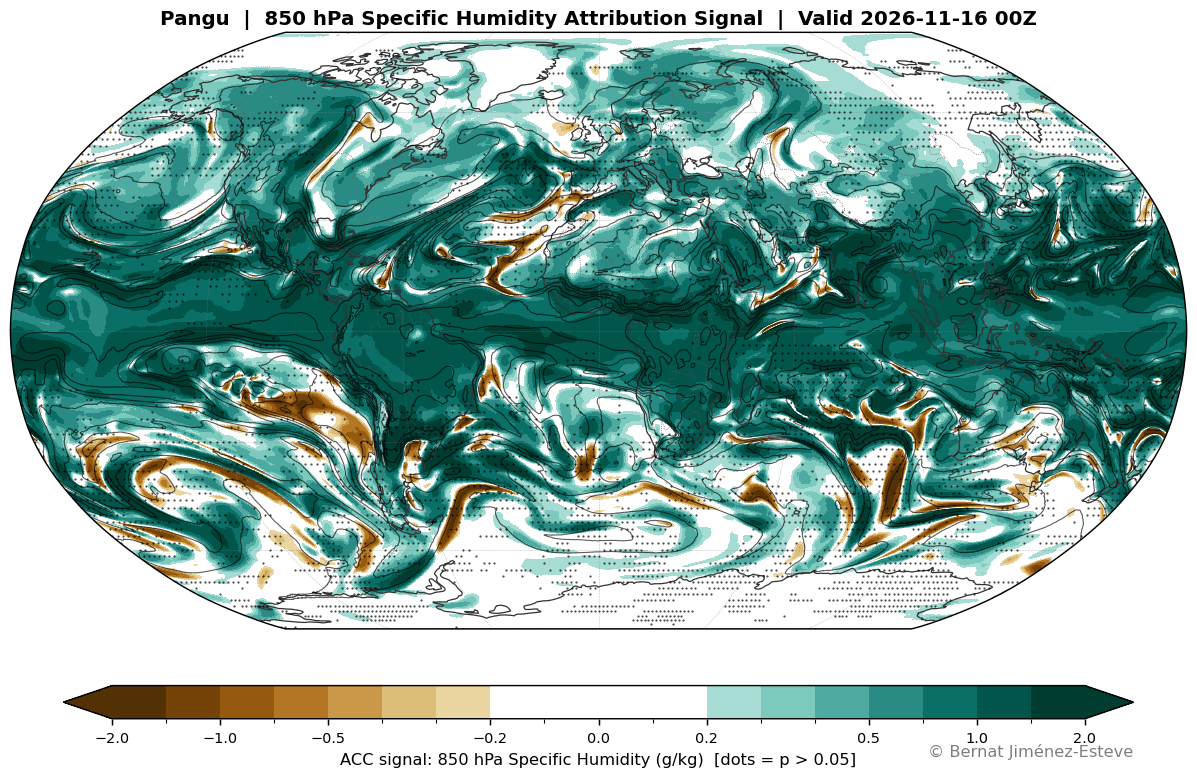 Pangu | 850 hPa Specific Humidity Attribution Signal | Valid 2026-11-16 00Z
−2.0 −1.0 −0.5 −0.2 0.0 0.2 0.5 1.0 2.0
ACC signal: 850 hPa Specific Humidity (g/kg) [dots = p > 0.05]
© Bernat Jiménez-Esteve